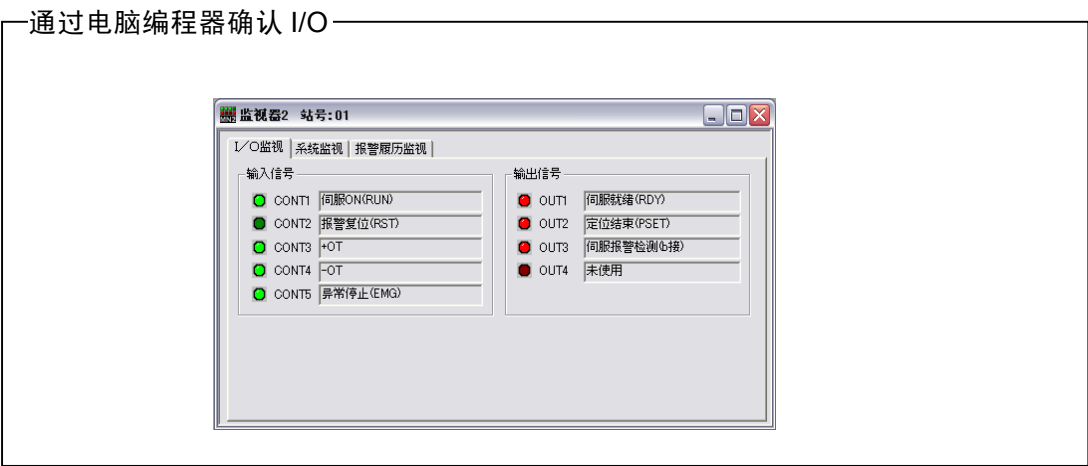 通过电脑编程器确认 I/O
监视器2 站号:01
I/O监视 系统监视 报警履历监视
输入信号
CONT1 伺服ON(RUN)
CONT2 报警复位(RST)
CONT3 +OT
CONT4 -OT
CONT5 异常停止(EMG)
输出信号
OUT1 伺服就绪(RDY)
OUT2 定位结束(PSET)
OUT3 伺服报警检测(b接)
OUT4 未使用